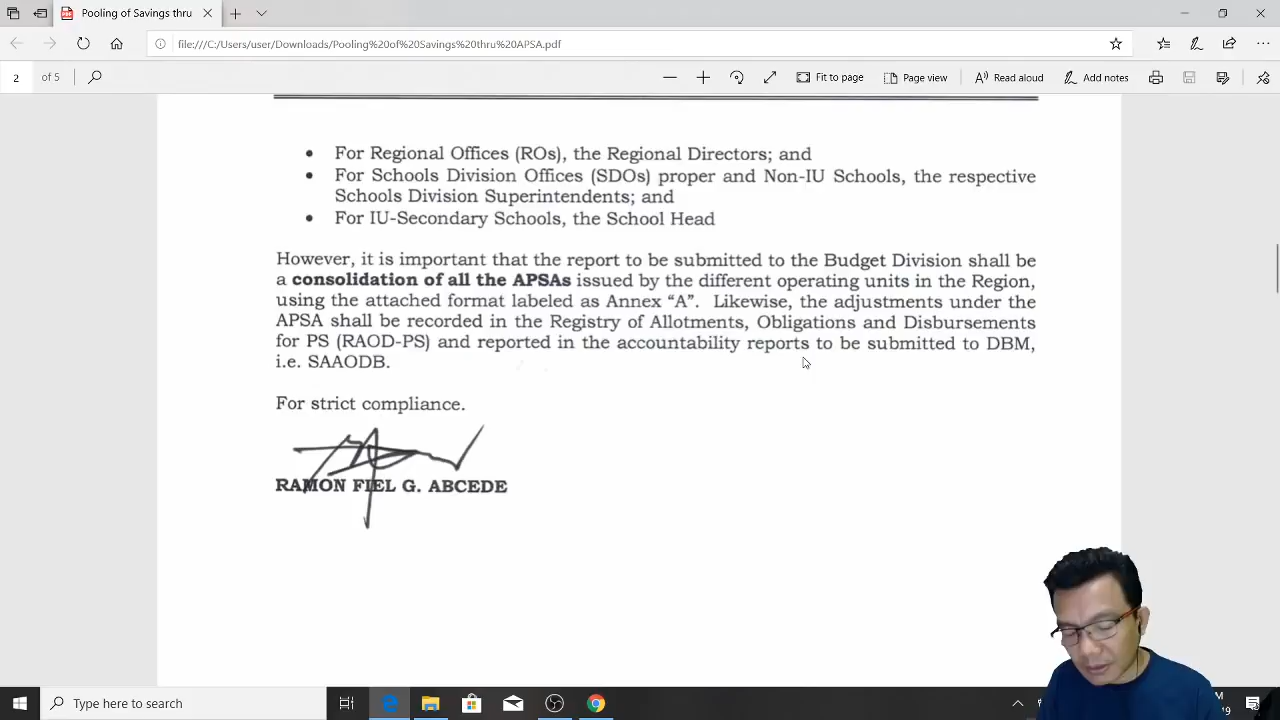 Pooling of Savings thru
file:///C:/Users/user/Downloads/Pooling%20of%20Savings%20thru%20APSA.pdf
2 of 5
Fit to page
Page view
Read aloud
Add notes
• For Regional Offices (ROs), the Regional Directors; and
• For Schools Division Offices (SDOs) proper and Non-IU Schools, the respective
Schools Division Superintendents; and
• For IU-Secondary Schools, the School Head
However, it is important that the report to be submitted to the Budget Division shall be
a consolidation of all the APSAs issued by the different operating units in the Region,
using the attached format labeled as Annex “A”. Likewise, the adjustments under the
APSA shall be recorded in the Registry of Allotments, Obligations and Disbursements
for PS (RAOD-PS) and reported in the accountability reports to be submitted to DBM,
i.e. SAAODB.
For strict compliance.
RAMON FIEL G. ABCEDE
Type here to search